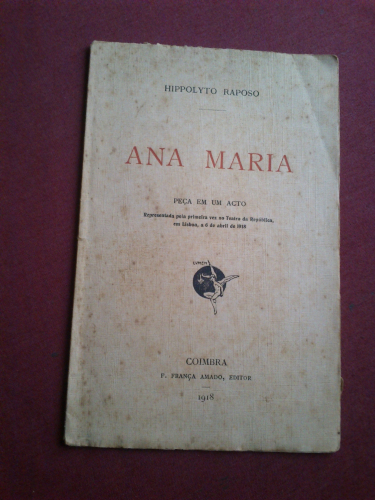 HIPPOLYTO RAPOSO
ANA MARIA
PEÇA EM UM ACTO
Representada pela primeira vez no Teatro da Republica,
em Lisboa, a 6 de abril de 1918
COIMBRA
F. FRANÇA AMADO, EDITOR
1918